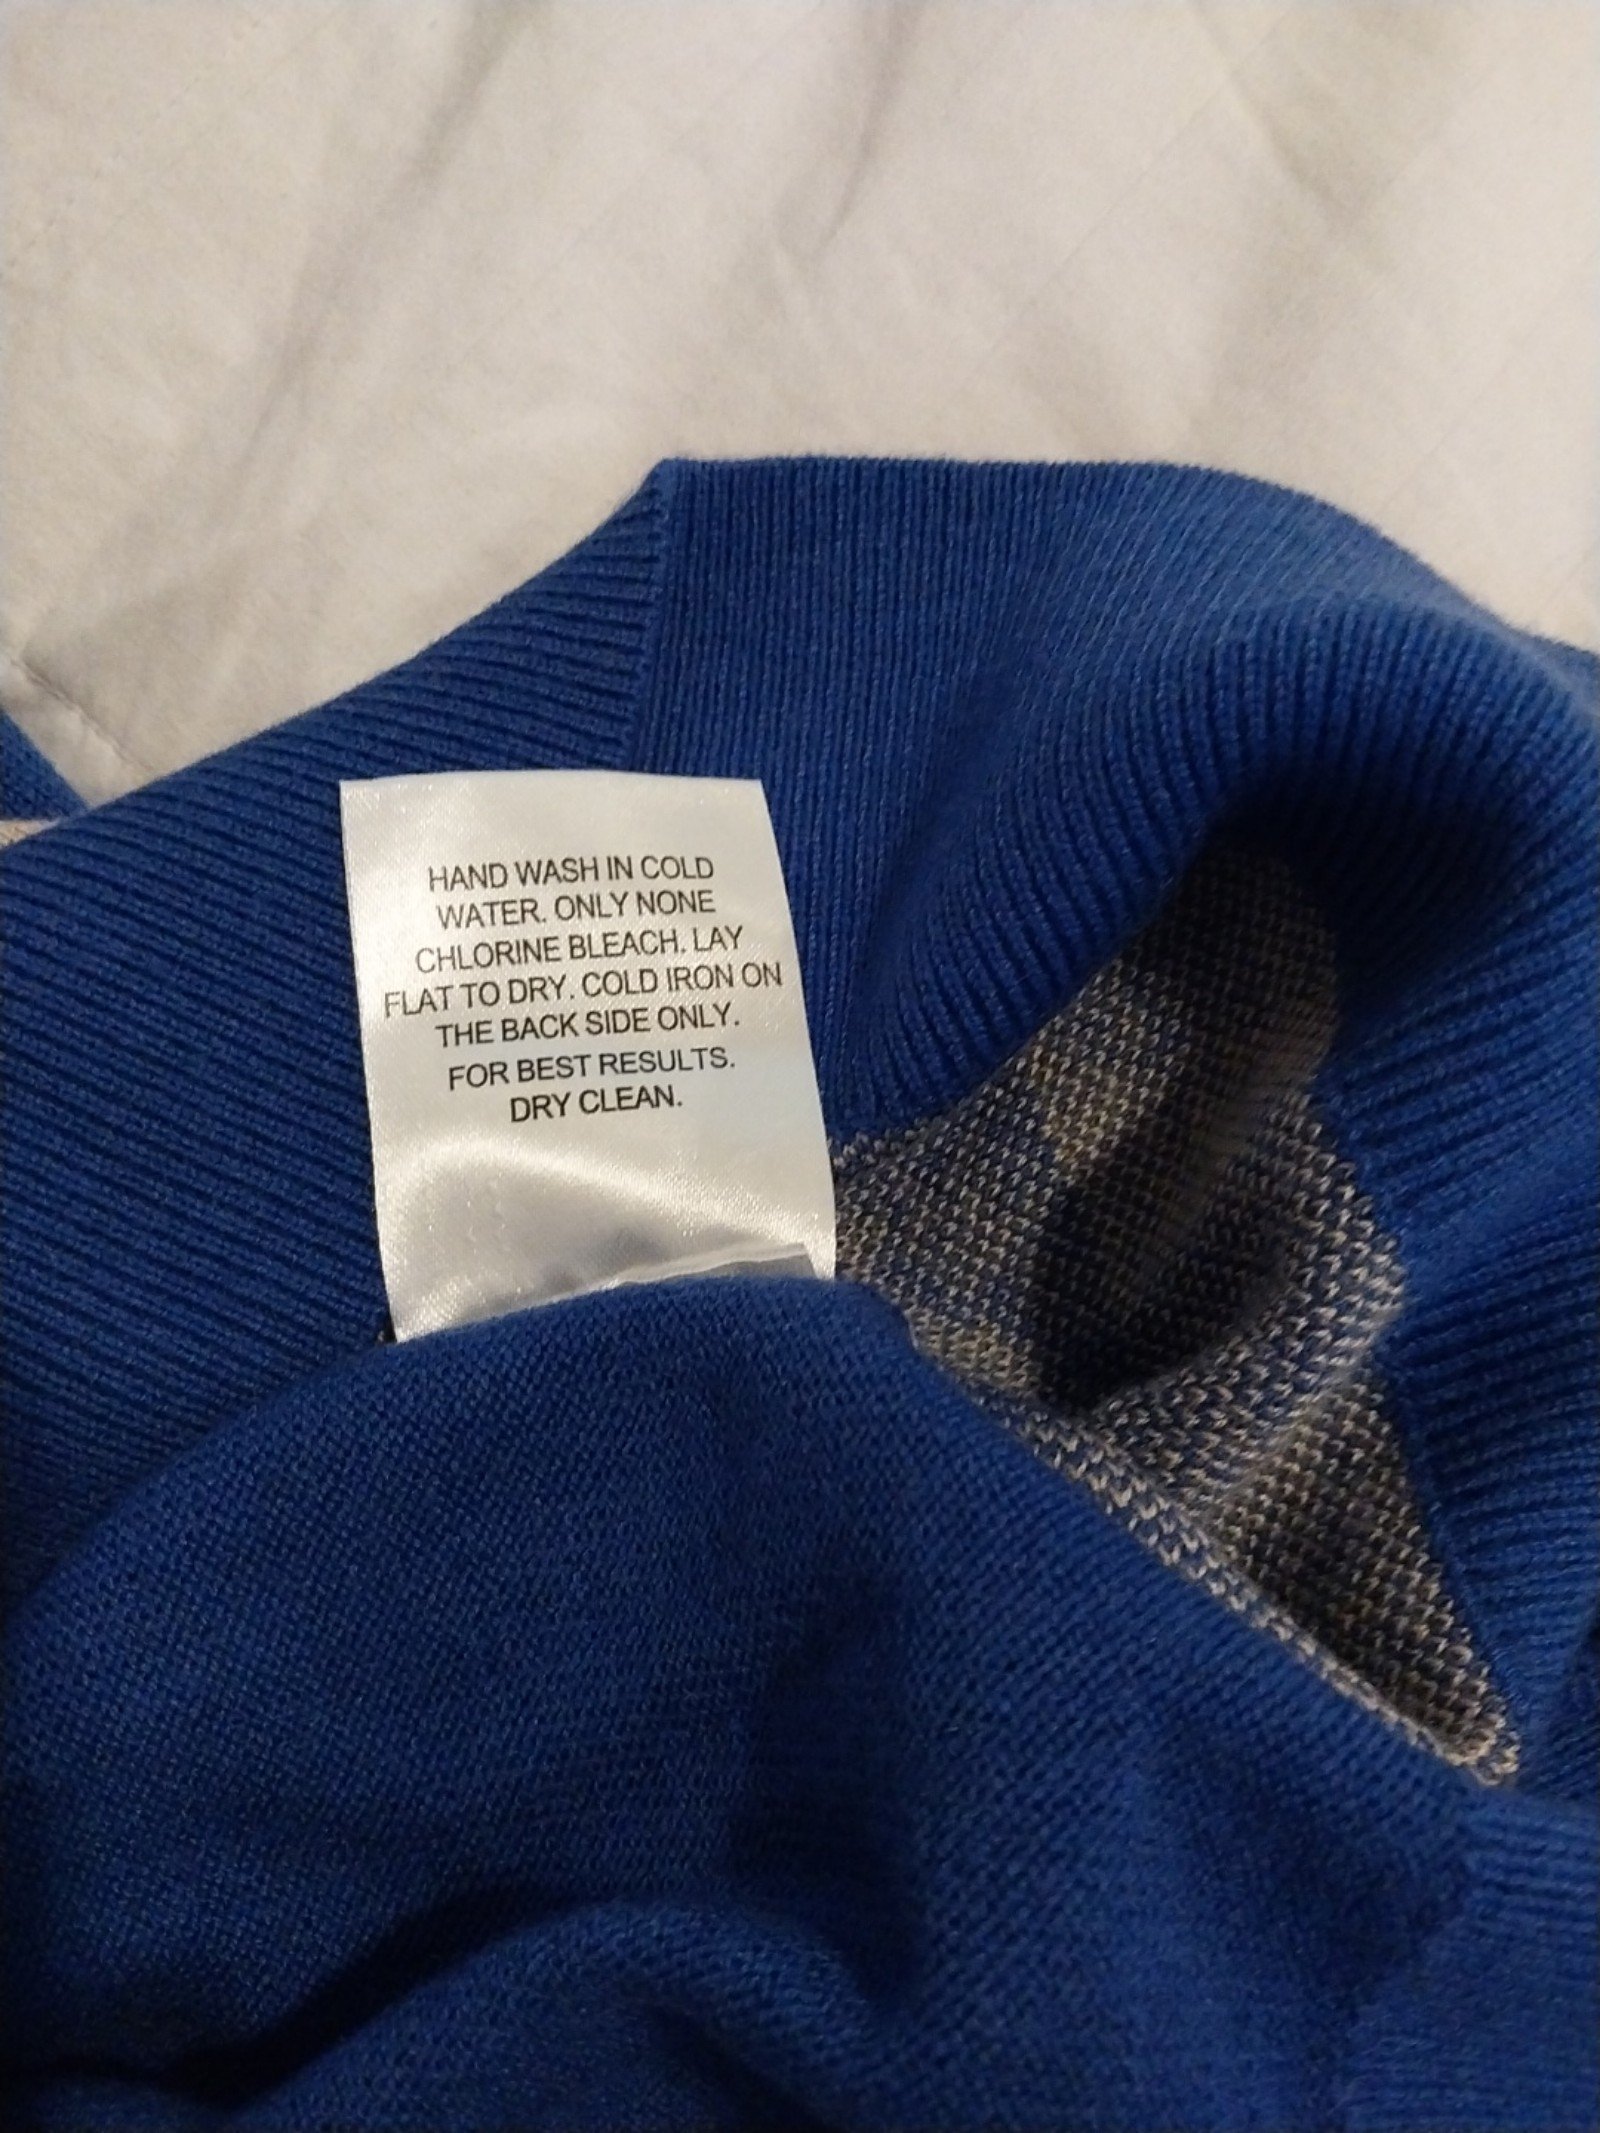 HAND WASH IN COLD
WATER. ONLY NONE
CHLORINE BLEACH. LAY
FLAT TO DRY. COLD IRON ON
THE BACK SIDE ONLY.
FOR BEST RESULTS.
DRY CLEAN.